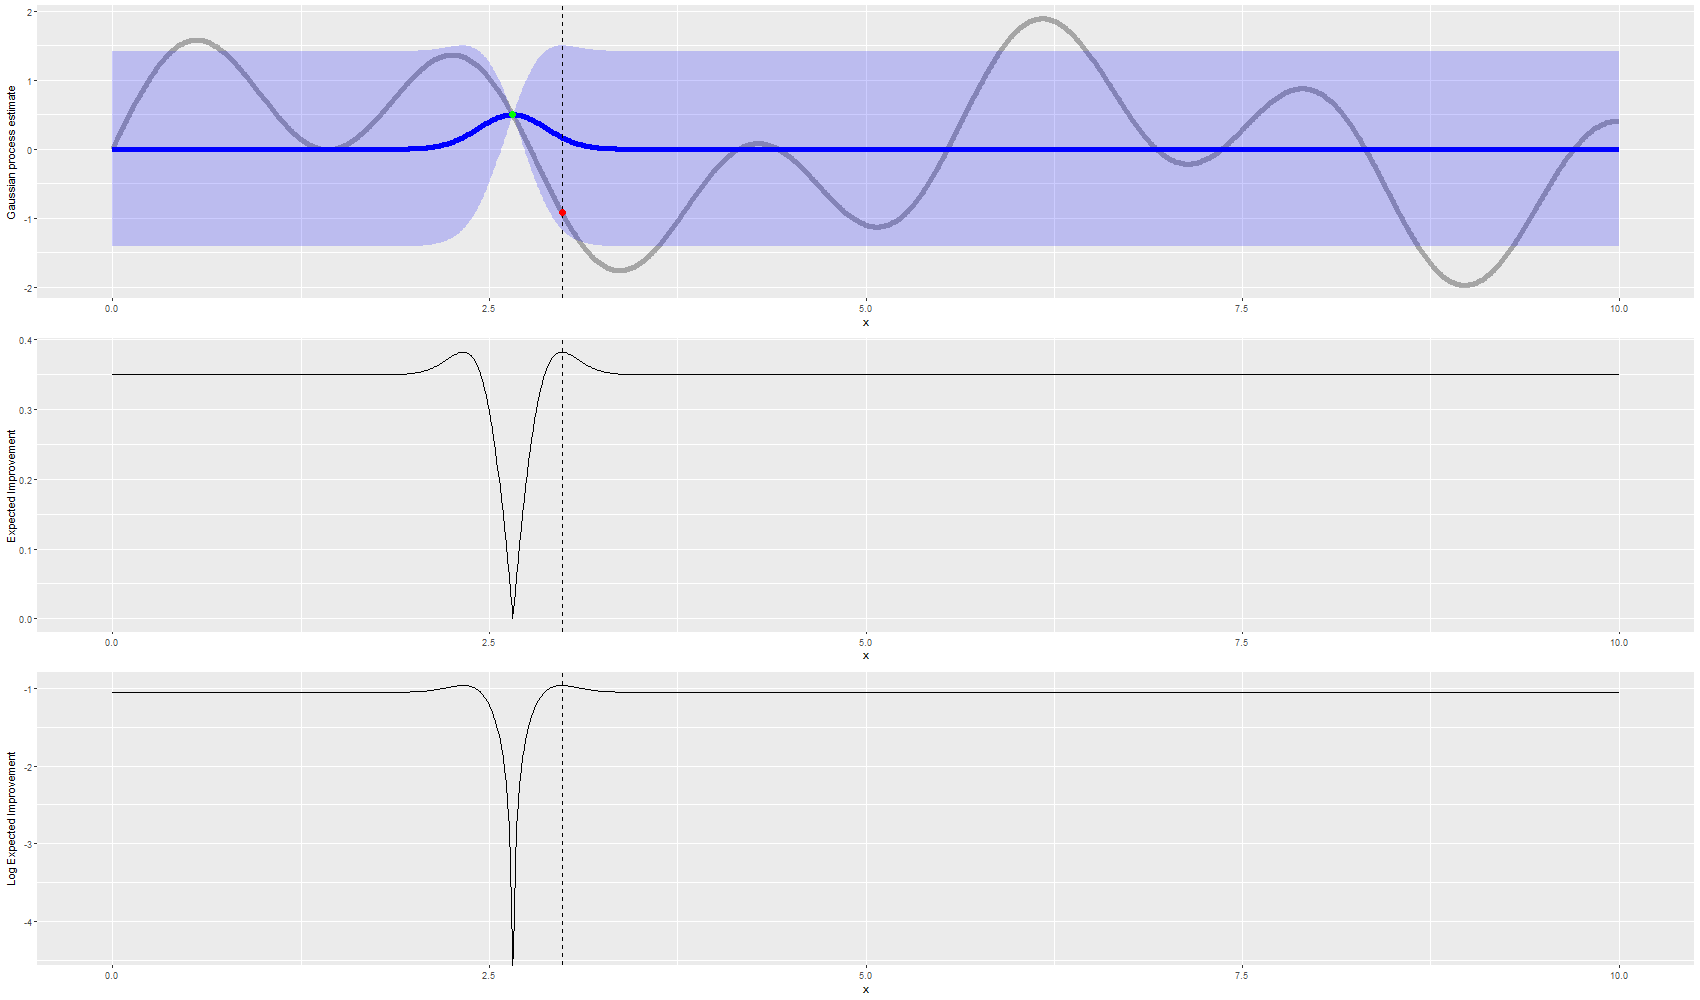 Gaussian process estimate
2
1
0
-1
-2
0.0 2.5 5.0 7.5 10.0
x
Expected Improvement
0.4
0.3
0.2
0.1
0.0
0.0 2.5 5.0 7.5 10.0
x
Log Expected Improvement
-1
-2
-3
-4
0.0 2.5 5.0 7.5 10.0
x